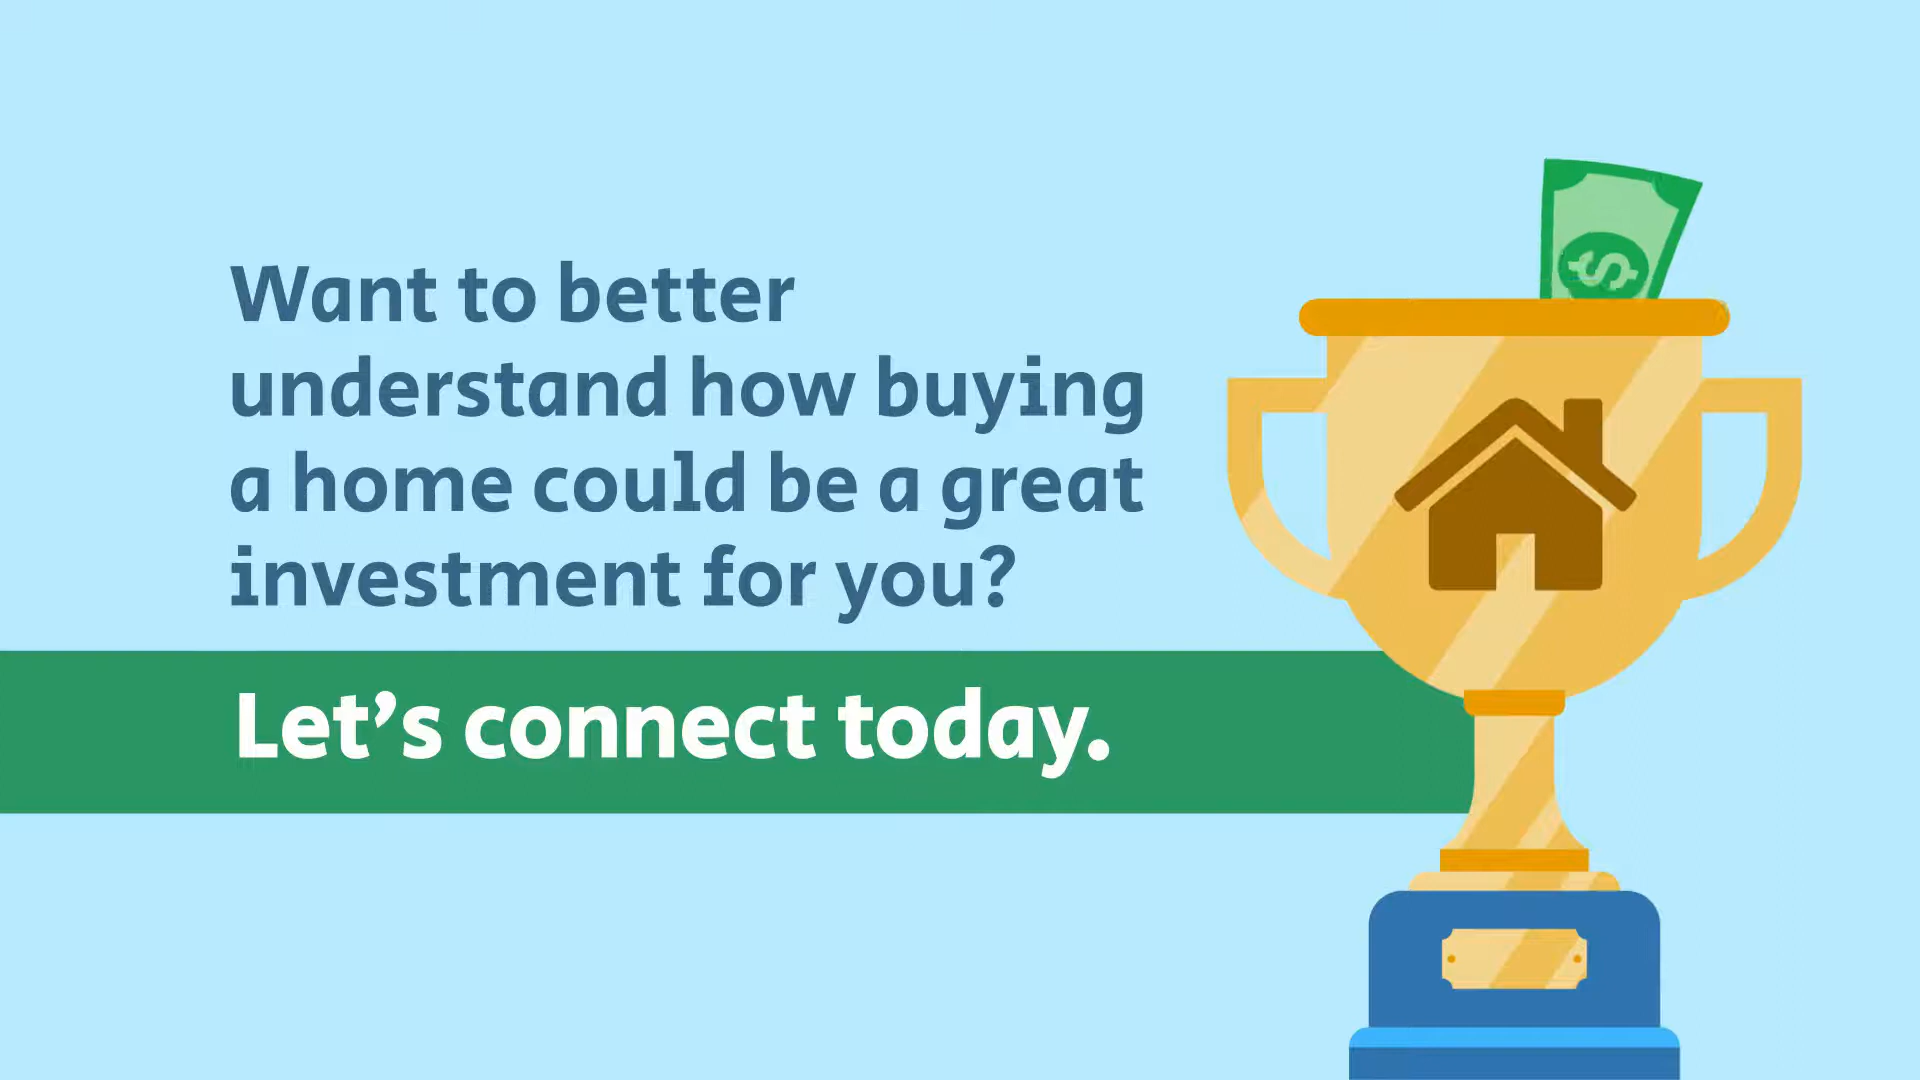 Want to better
understand how buying
a home could be a great
investment for you?
Let’s connect today.
$